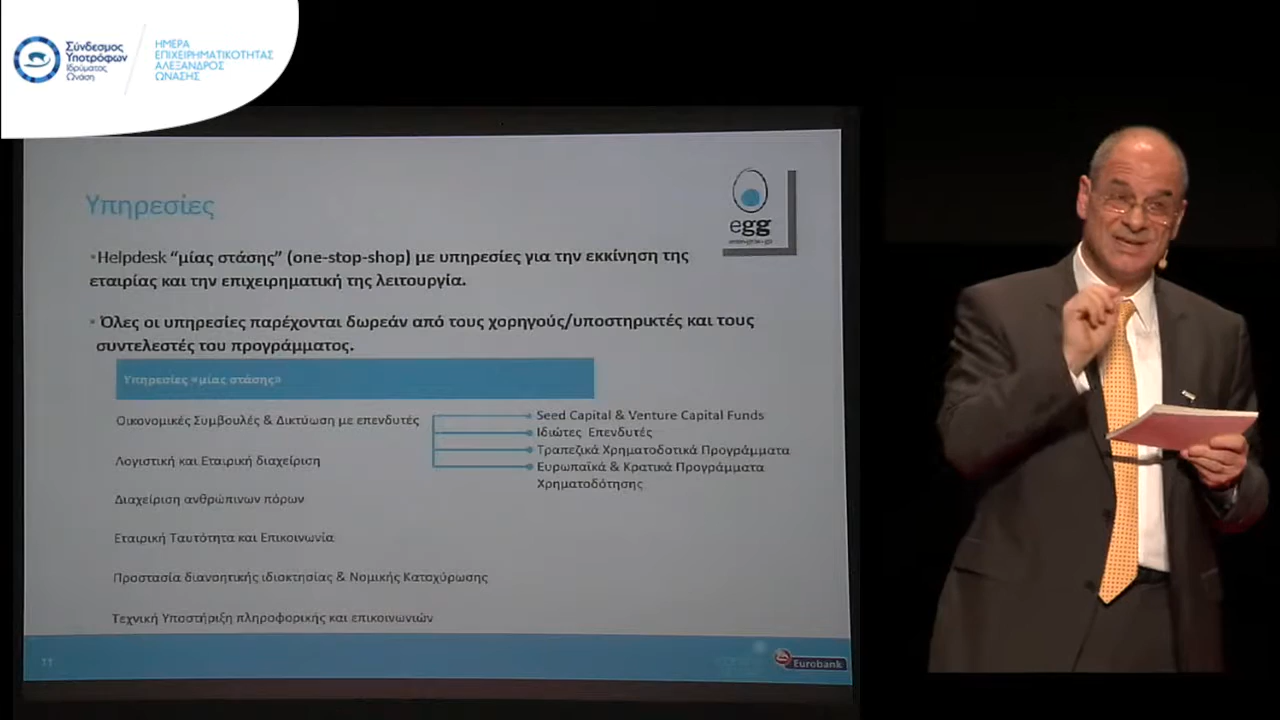 Σύνδεσμος
Υποτρόφων
Ιδρύματος
Ωνάση
ΗΜΕΡΑ
ΕΠΙΧΕΙΡΗΜΑΤΙΚΟΤΗΤΑΣ
ΑΛΕΞΑΝΔΡΟΣ
ΩΝΑΣΗΣ
Υπηρεσίες
egg
enter•grow•go
•Helpdesk “μίας στάσης” (one-stop-shop) με υπηρεσίες για την εκκίνηση της
εταιρίας και την επιχειρηματική της λειτουργία.
• Όλες οι υπηρεσίες παρέχονται δωρεάν από τους χορηγούς/υποστηρικτές και τους
συντελεστές του προγράμματος.
Υπηρεσίες «μίας στάσης»
Οικονομικές Συμβουλές & Δικτύωση με επενδυτές
Seed Capital & Venture Capital Funds
Ιδιώτες Επενδυτές
Τραπεζικά Χρηματοδοτικά Προγράμματα
Ευρωπαϊκά & Κρατικά Προγράμματα
Χρηματοδότησης
Λογιστική και Εταιρική διαχείριση
Διαχείριση ανθρώπινων πόρων
Εταιρική Ταυτότητα και Επικοινωνία
Προστασία διανοητικής ιδιοκτησίας & Νομικής Κατοχύρωσης
Τεχνική Υποστήριξη πληροφορικής και επικοινωνιών
11
Eurobank